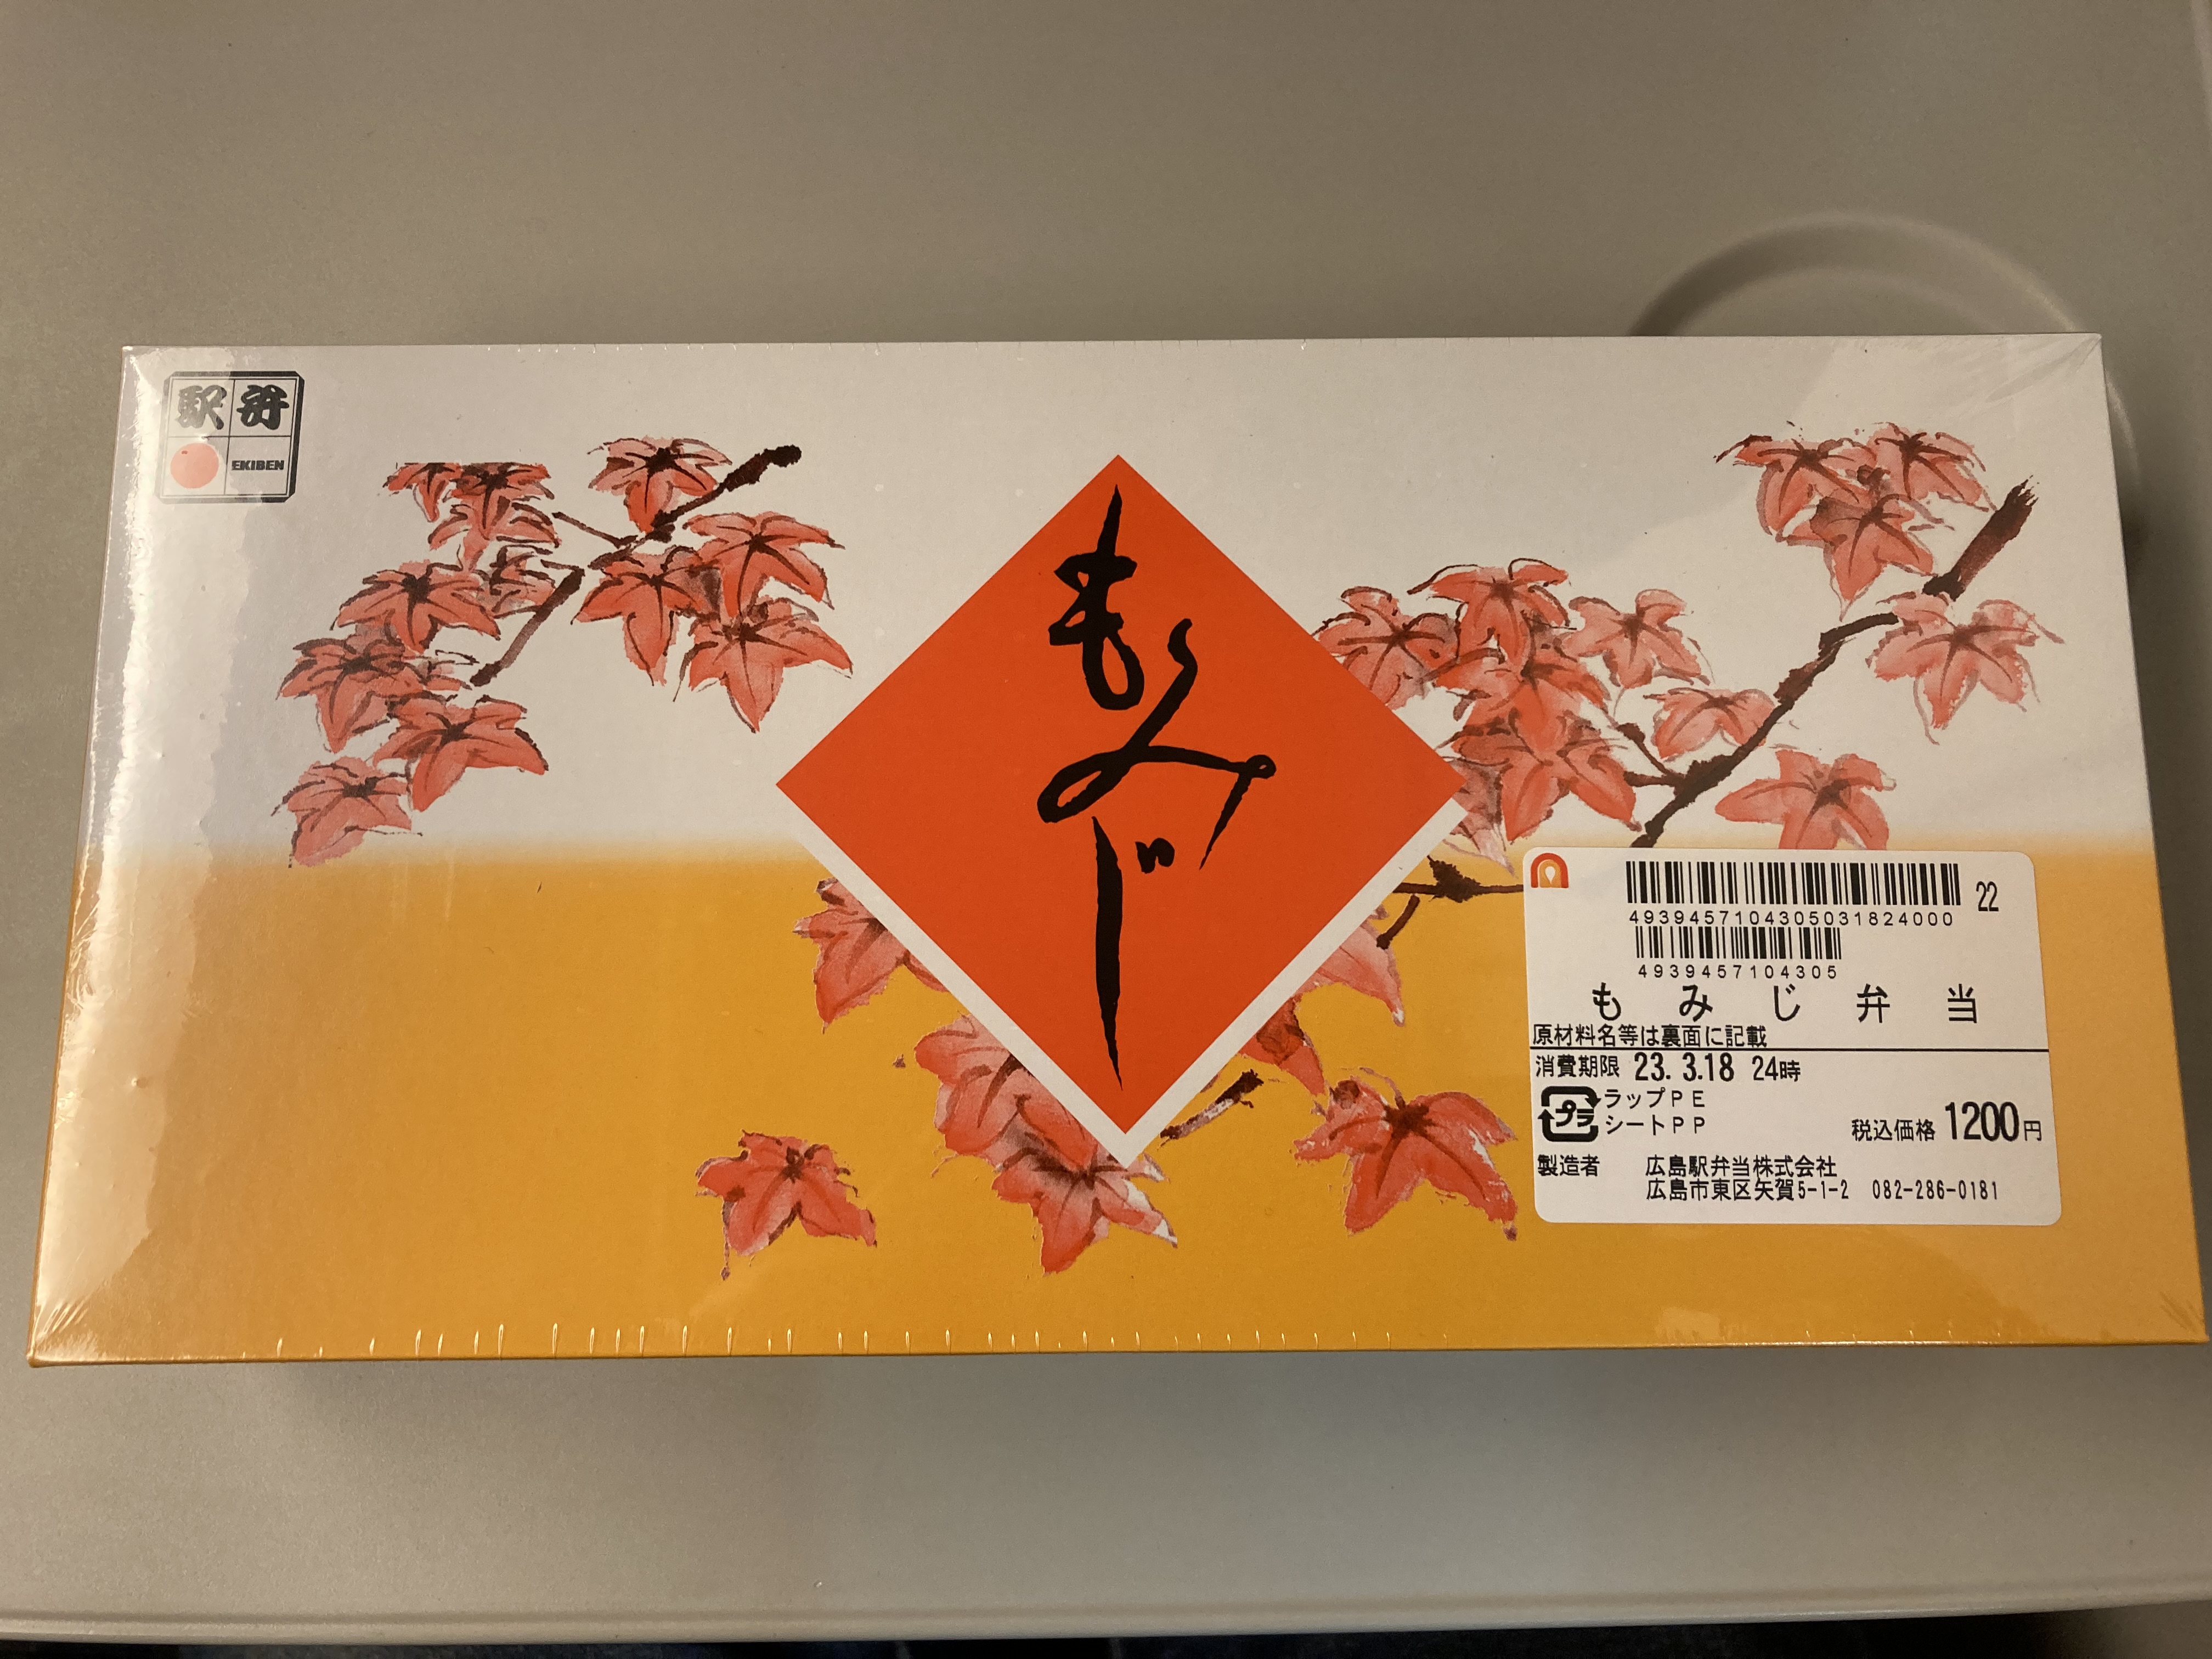 駅弁
EKIBEN
もみじ
4939457104305031824000
22
4939457104305
もみじ弁当
原材料名等は裏面に記載
消費期限 23.3.18 24時
プラ
ラップPE
シートPP
税込価格 1200円
製造者 広島駅弁当株式会社
広島市東区矢賀5-1-2 082-286-0181